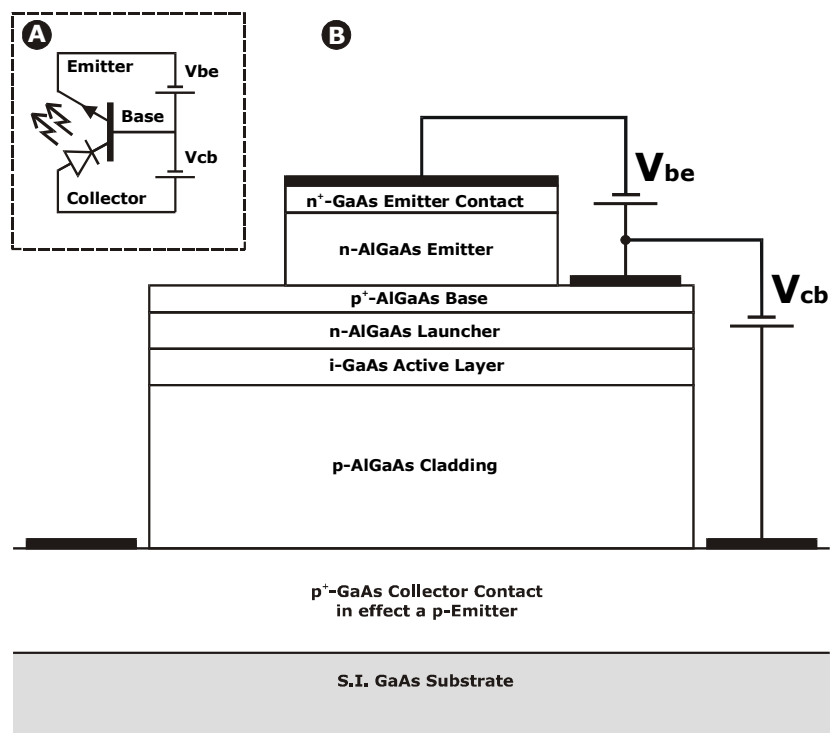 A
Emitter
Vbe
Base
Vcb
Collector
B
Vbe
n⁺-GaAs Emitter Contact
n-AlGaAs Emitter
p⁺-AlGaAs Base
Vcb
n-AlGaAs Launcher
i-GaAs Active Layer
p-AlGaAs Cladding
p⁺-GaAs Collector Contact
in effect a p-Emitter
S.I. GaAs Substrate